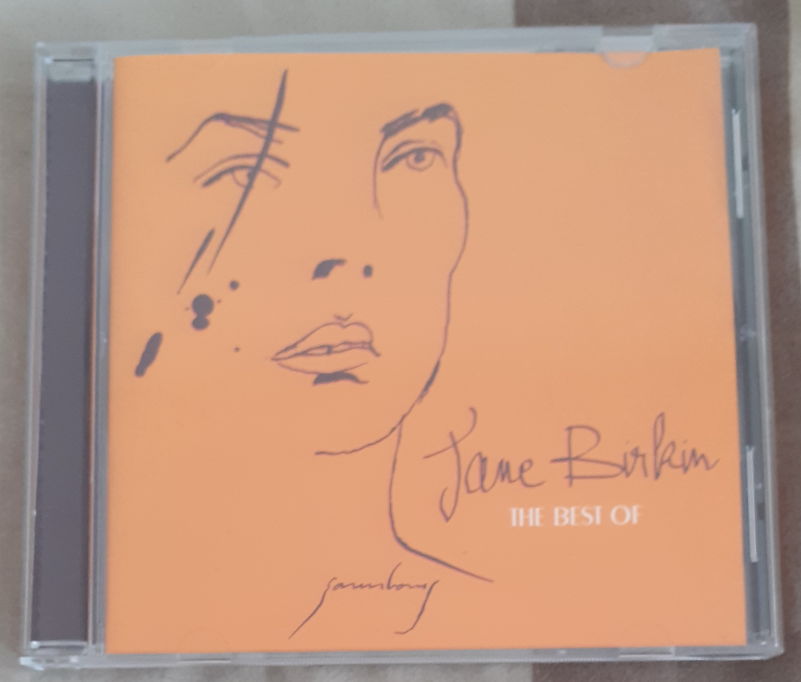 Jane Birkin
THE BEST OF